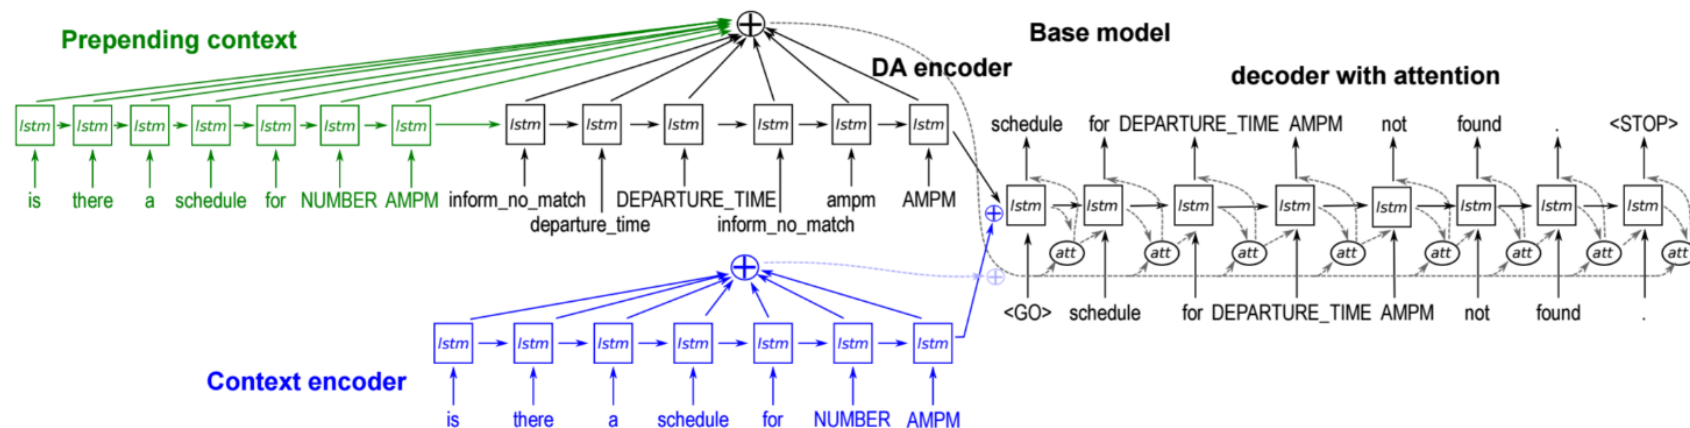 Prepending context
Base model
DA encoder
decoder with attention
lstm lstm lstm lstm lstm lstm lstm lstm lstm lstm lstm lstm lstm
is there a schedule for NUMBER AMPM
inform_no_match DEPARTURE_TIME ampm AMPM
departure_time inform_no_match
schedule for DEPARTURE_TIME AMPM not found . <STOP>
lstm lstm lstm lstm lstm lstm lstm lstm
att att att att att att att att
<GO> schedule for DEPARTURE_TIME AMPM not found .
lstm lstm lstm lstm lstm lstm lstm
Context encoder
is there a schedule for NUMBER AMPM